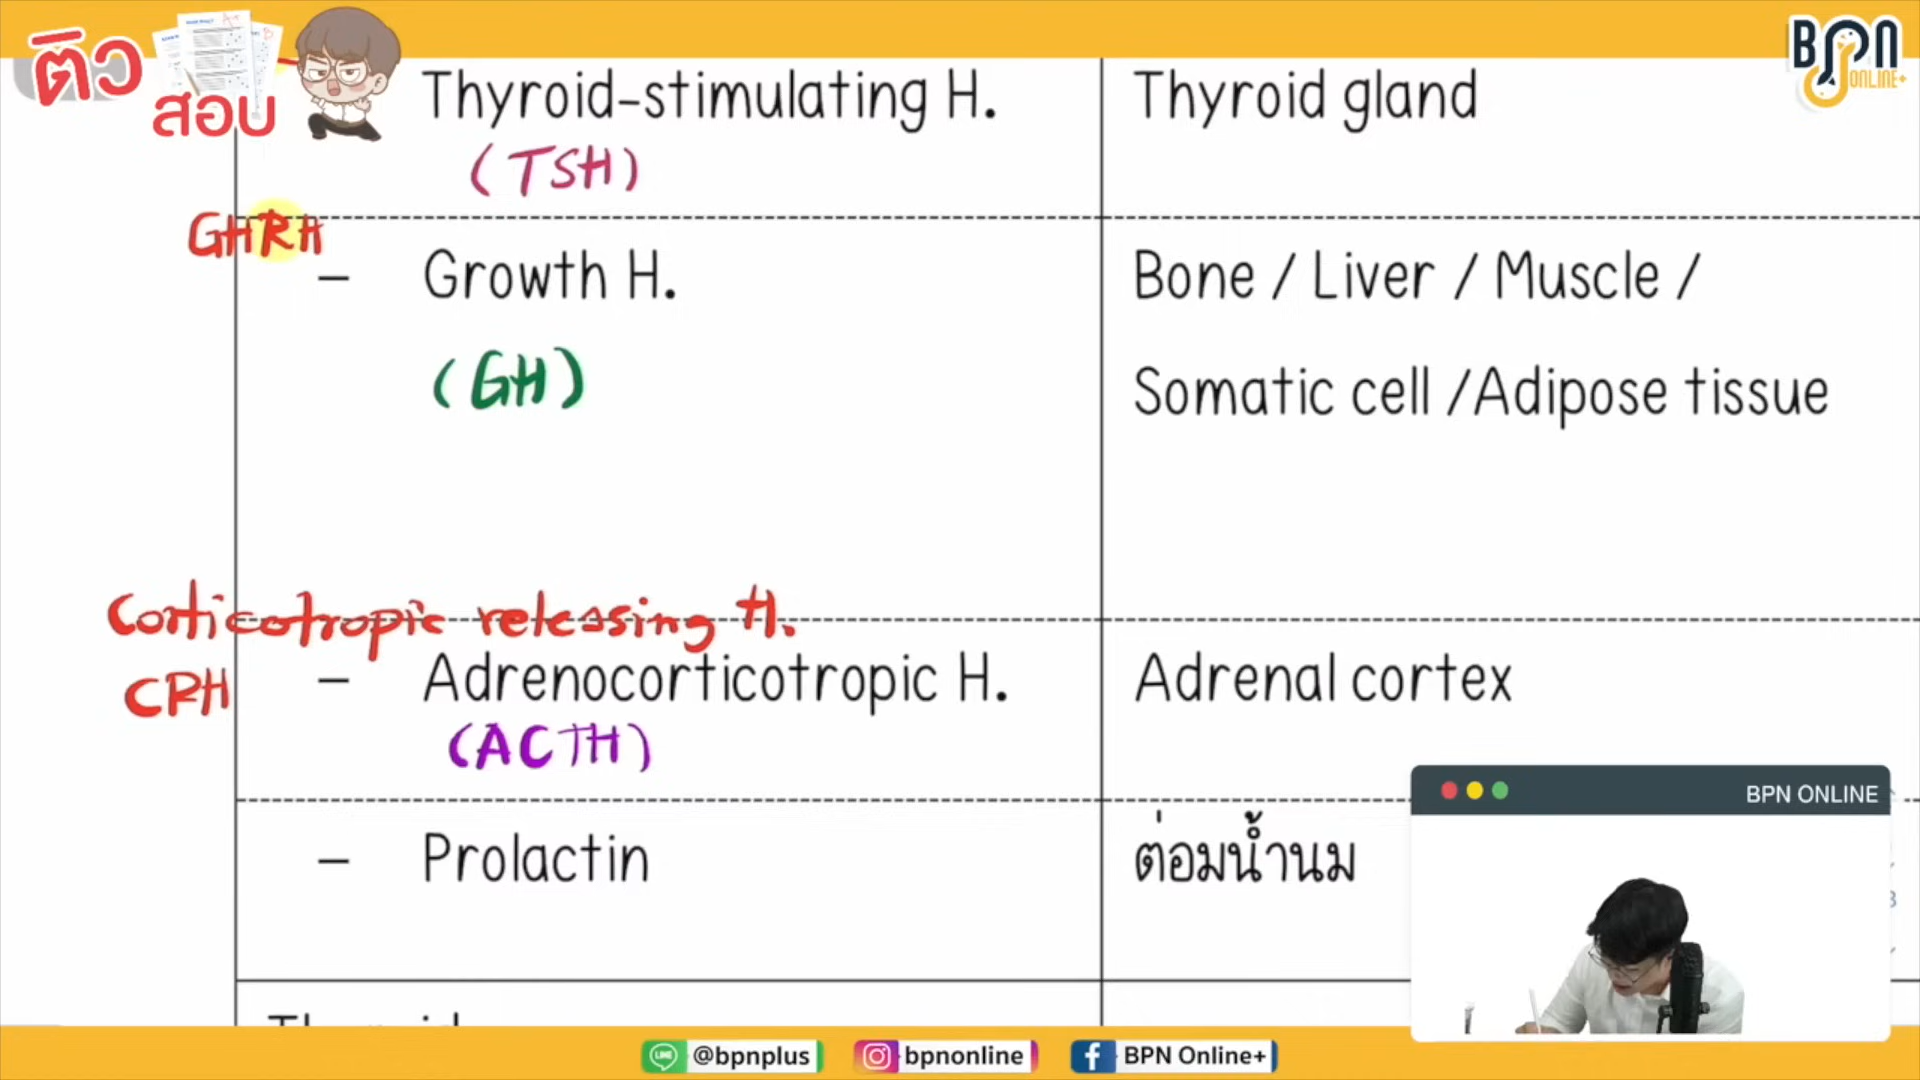 ติว
สอบ
BPN
ONLINE+
Thyroid-stimulating H.
Thyroid gland
(TSH)
GHRH
- Growth H.
Bone / Liver / Muscle /
(GH)
Somatic cell /Adipose tissue
Corticotropic releasing H.
CRH
- Adrenocorticotropic H.
Adrenal cortex
(ACTH)
BPN ONLINE
- Prolactin
ต่อมน้ำนม
@bpnplus
bpnonline
BPN Online+